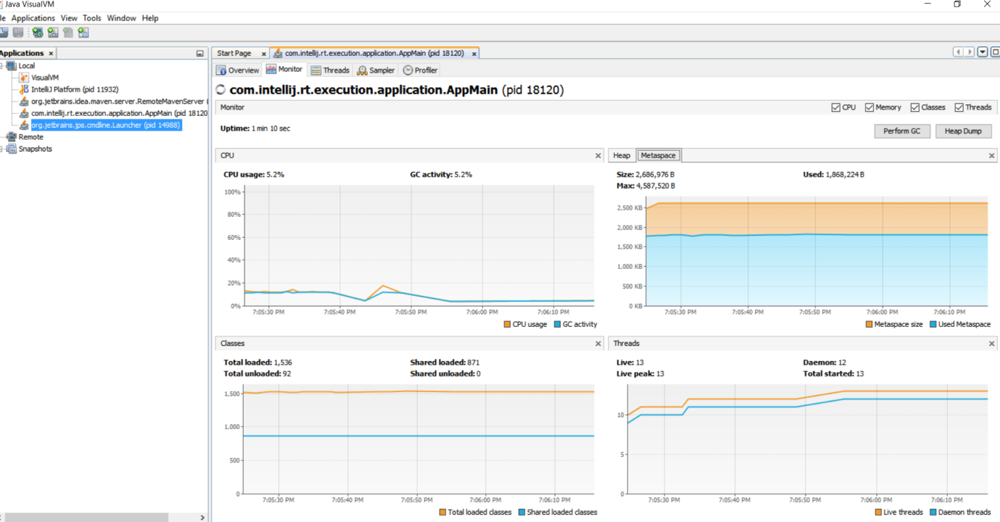 Java VisualVM
le Applications View Tools Window Help
Applications ×
Local
VisualVM
IntelliJ Platform (pid 11932)
org.jetbrains.idea.maven.server.RemoteMavenServer (
com.intellij.rt.execution.application.AppMain (pid 18120
org.jetbrains.jps.cmdline.Launcher (pid 14988)
Remote
Snapshots
Start Page × com.intellij.rt.execution.application.AppMain (pid 18120) ×
Overview Monitor Threads Sampler Profiler
com.intellij.rt.execution.application.AppMain (pid 18120)
Monitor CPU Memory Classes Threads
Uptime: 1 min 10 sec Perform GC Heap Dump
CPU ×
CPU usage: 5.2% GC activity: 5.2%
100%
80%
60%
40%
20%
0%
7:05:30 PM 7:05:40 PM 7:05:50 PM 7:06:00 PM 7:06:10 PM
CPU usage GC activity
Heap Metaspace ×
Size: 2,686,976 B Used: 1,868,224 B
Max: 4,587,520 B
2,500 KB
2,000 KB
1,500 KB
1,000 KB
500 KB
0 KB
7:05:30 PM 7:05:40 PM 7:05:50 PM 7:06:00 PM 7:06:10 PM
Metaspace size Used Metaspace
Classes ×
Total loaded: 1,536 Shared loaded: 871
Total unloaded: 92 Shared unloaded: 0
1,500
1,000
500
0
7:05:30 PM 7:05:40 PM 7:05:50 PM 7:06:00 PM 7:06:10 PM
Total loaded classes Shared loaded classes
Threads ×
Live: 13 Daemon: 12
Live peak: 13 Total started: 13
10
5
0
7:05:30 PM 7:05:40 PM 7:05:50 PM 7:06:00 PM 7:06:10 PM
Live threads Daemon threads